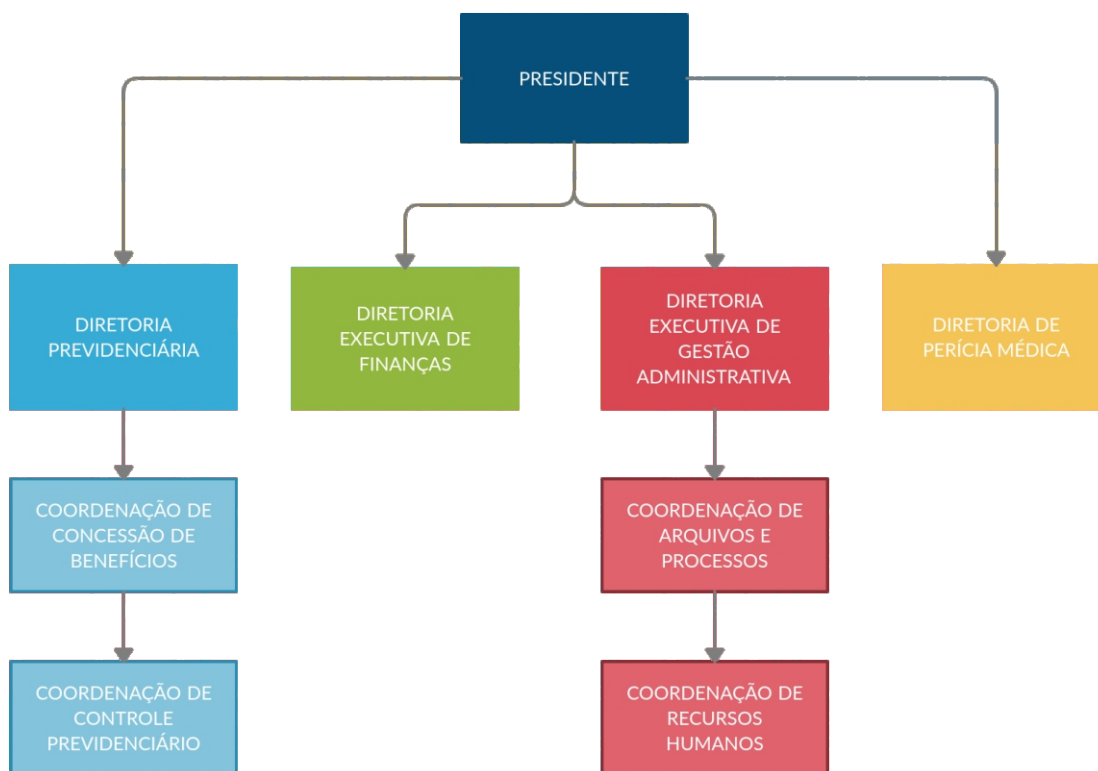 PRESIDENTE
DIRETORIA
PREVIDENCIÁRIA
DIRETORIA
EXECUTIVA DE
FINANÇAS
DIRETORIA
EXECUTIVA DE
GESTÃO
ADMINISTRATIVA
DIRETORIA DE
PERÍCIA MÉDICA
COORDENAÇÃO DE
CONCESSÃO DE
BENEFÍCIOS
COORDENAÇÃO DE
ARQUIVOS E
PROCESSOS
COORDENAÇÃO DE
CONTROLE
PREVIDENCIÁRIO
COORDENAÇÃO DE
RECURSOS
HUMANOS